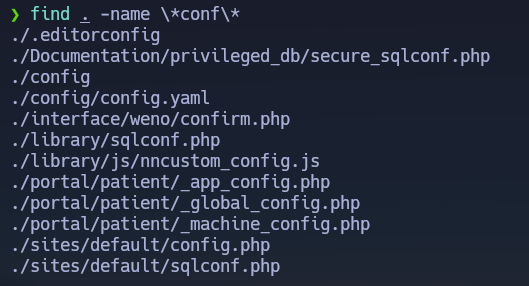 ❯ find . -name \*conf\*
./.editorconfig
./Documentation/privileged_db/secure_sqlconf.php
./config
./config/config.yaml
./interface/weno/confirm.php
./library/sqlconf.php
./library/js/nncustom_config.js
./portal/patient/_app_config.php
./portal/patient/_global_config.php
./portal/patient/_machine_config.php
./sites/default/config.php
./sites/default/sqlconf.php